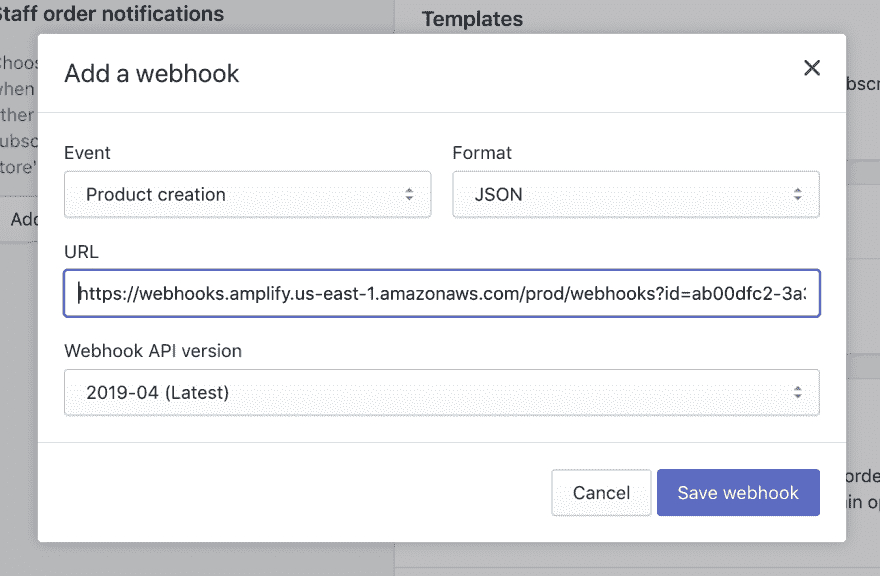 Staff order notifications
Templates
Add a webhook
Event
Format
Product creation
JSON
URL
https://webhooks.amplify.us-east-1.amazonaws.com/prod/webhooks?id=ab00dfc2-3a
Webhook API version
2019-04 (Latest)
Cancel
Save webhook